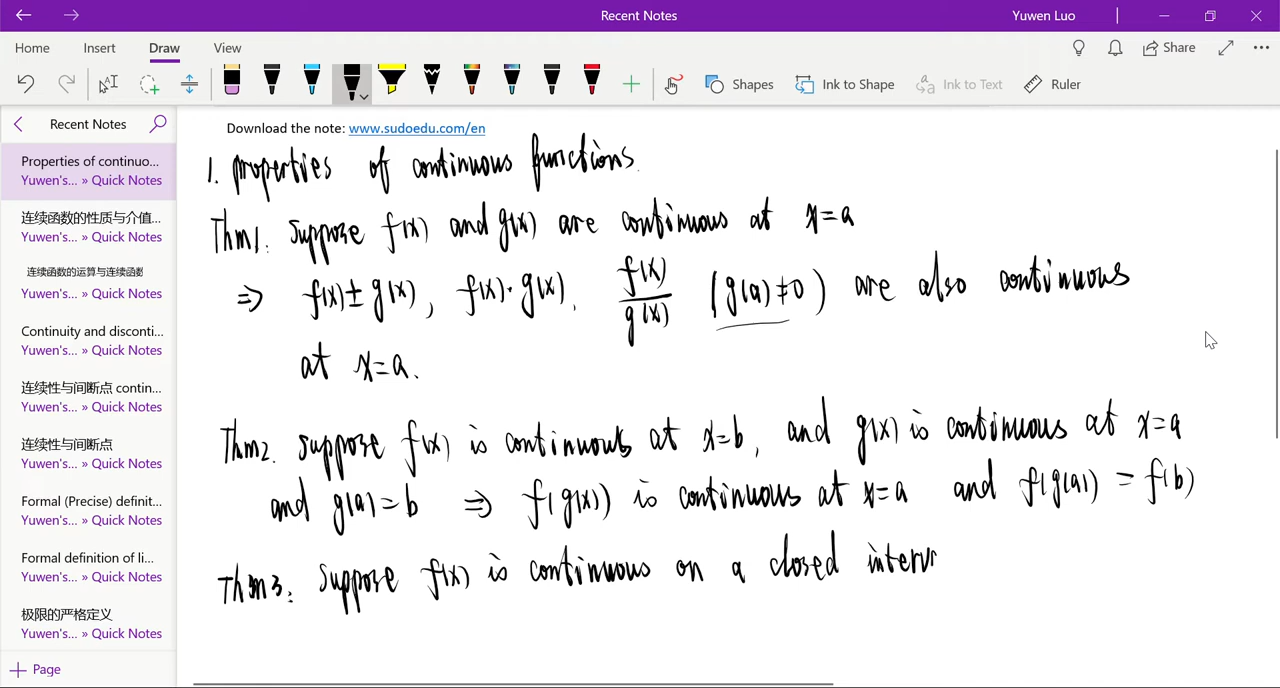 Recent Notes
Yuwen Luo
Home Insert Draw View
Share
Shapes Ink to Shape Ink to Text Ruler
Recent Notes
Properties of continuo...
Yuwen's... » Quick Notes
连续函数的性质与介值...
Yuwen's... » Quick Notes
连续函数的运算与连续函数
Yuwen's... » Quick Notes
Continuity and disconti...
Yuwen's... » Quick Notes
连续性与间断点 contin...
Yuwen's... » Quick Notes
连续性与间断点
Yuwen's... » Quick Notes
Formal (Precise) definit...
Yuwen's... » Quick Notes
Formal definition of li...
Yuwen's... » Quick Notes
极限的严格定义
Yuwen's... » Quick Notes
Page
Download the note: www.sudoedu.com/en
1. properties of continuous functions.
Thm1. suppose f(x) and g(x) are continuous at x=a
⇒ f(x)±g(x), f(x)·g(x), f(x)/g(x) (g(a)≠0) are also continuous
at x=a.
Thm2. suppose f(x) is continuous at x=b, and g(x) is continuous at x=a
and g(a)=b ⇒ f(g(x)) is continuous at x=a and f(g(a)) = f(b)
Thm3: suppose f(x) is continuous on a closed interv